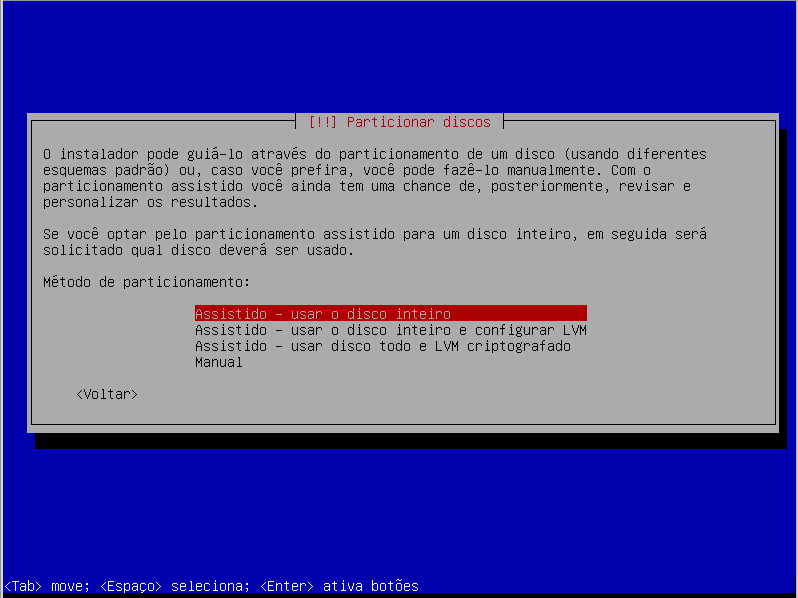 [!!] Particionar discos
O instalador pode guiá-lo através do particionamento de um disco (usando diferentes
esquemas padrão) ou, caso você prefira, você pode fazê-lo manualmente. Com o
particionamento assistido você ainda tem uma chance de, posteriormente, revisar e
personalizar os resultados.
Se você optar pelo particionamento assistido para um disco inteiro, em seguida será
solicitado qual disco deverá ser usado.
Método de particionamento:
Assistido - usar o disco inteiro
Assistido - usar o disco inteiro e configurar LVM
Assistido - usar disco todo e LVM criptografado
Manual
<Voltar>
<Tab> move; <Espaço> seleciona; <Enter> ativa botões